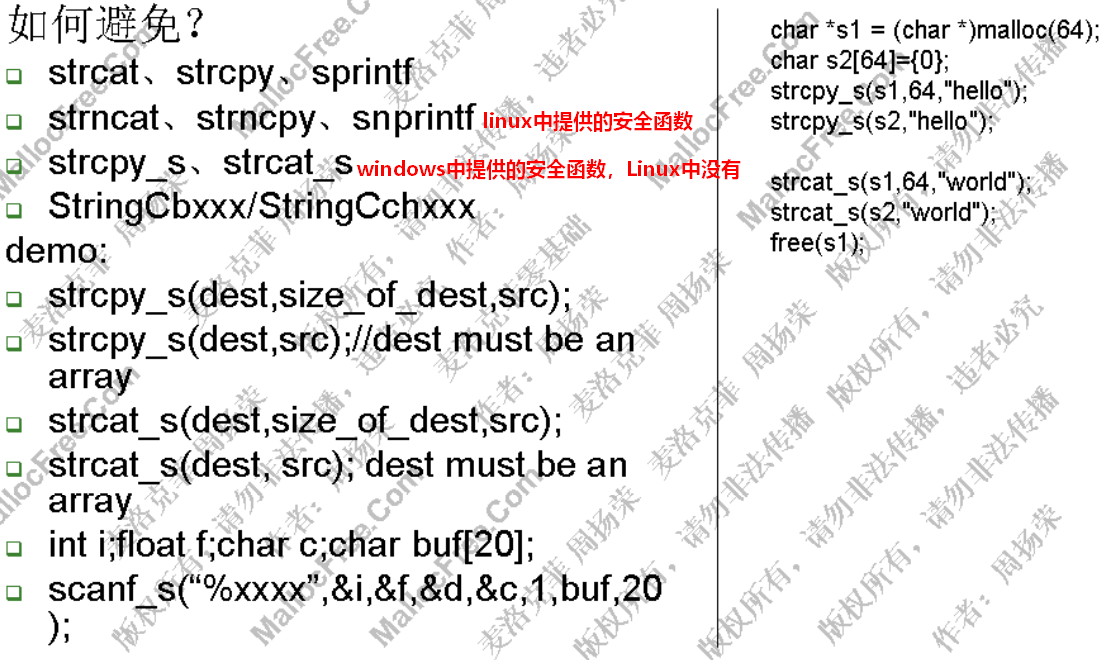 如何避免?
strcat、strcpy、sprintf
strncat、strncpy、snprintf linux中提供的安全函数
strcpy_s、strcat_s windows中提供的安全函数，Linux中没有
StringCbxxx/StringCchxxx
demo:
strcpy_s(dest,size_of_dest,src);
strcpy_s(dest,src);//dest must be an
array
strcat_s(dest,size_of_dest,src);
strcat_s(dest, src); dest must be an
array
int i;float f;char c;char buf[20];
scanf_s(“%xxxx”,&i,&f,&d,&c,1,buf,20
);
char *s1 = (char *)malloc(64);
char s2[64]={0};
strcpy_s(s1,64,"hello");
strcpy_s(s2,"hello");
strcat_s(s1,64,"world");
strcat_s(s2,"world");
free(s1);
MallocFree.Com
麦洛克菲 周扬荣
版权所有，请勿非法传播，违者必究
作者：周扬荣